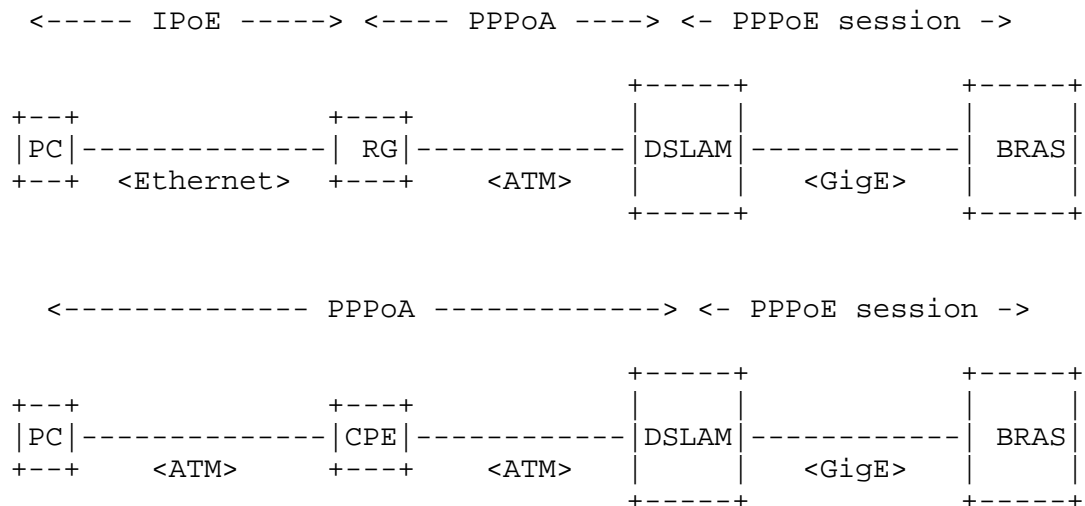 <----- IPoE -----> <---- PPPoA ----> <- PPPoE session ->
                               +-----+           +-----+
+--+              +---+        |     |           |     |
|PC|--------------| RG|-----------|DSLAM|------------| BRAS|
+--+  <Ethernet>  +---+   <ATM>   |     |   <GigE>   |     |
                               +-----+           +-----+
<-------------- PPPoA -------------> <- PPPoE session ->
                               +-----+           +-----+
+--+              +---+        |     |           |     |
|PC|--------------|CPE|-----------|DSLAM|------------| BRAS|
+--+    <ATM>     +---+   <ATM>   |     |   <GigE>   |     |
                               +-----+           +-----+